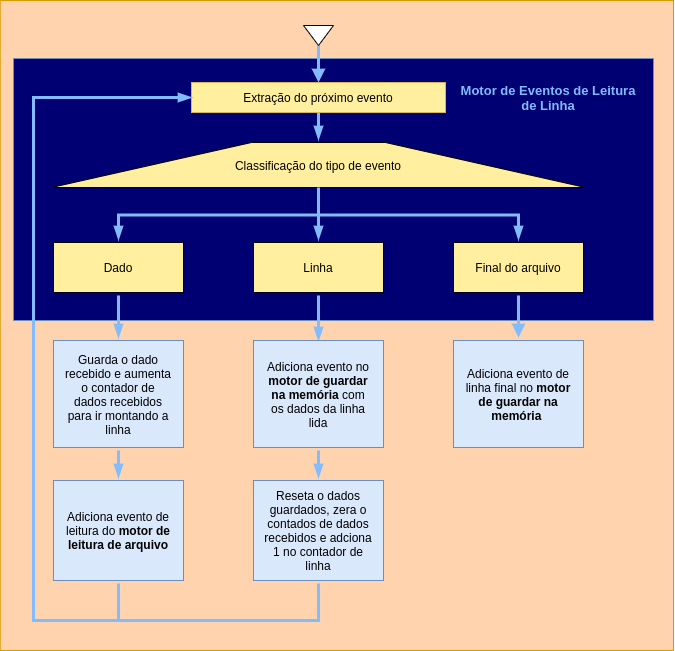 Motor de Eventos de Leitura
de Linha
Extração do próximo evento
Classificação do tipo de evento
Dado
Linha
Final do arquivo
Guarda o dado
recebido e aumenta
o contador de
dados recebidos
para ir montando a
linha
Adiciona evento no
motor de guardar
na memória com
os dados da linha
lida
Adiciona evento de
linha final no motor
de guardar na
memória
Adiciona evento de
leitura do motor de
leitura de arquivo
Reseta o dados
guardados, zera o
contados de dados
recebidos e adciona
1 no contador de
linha